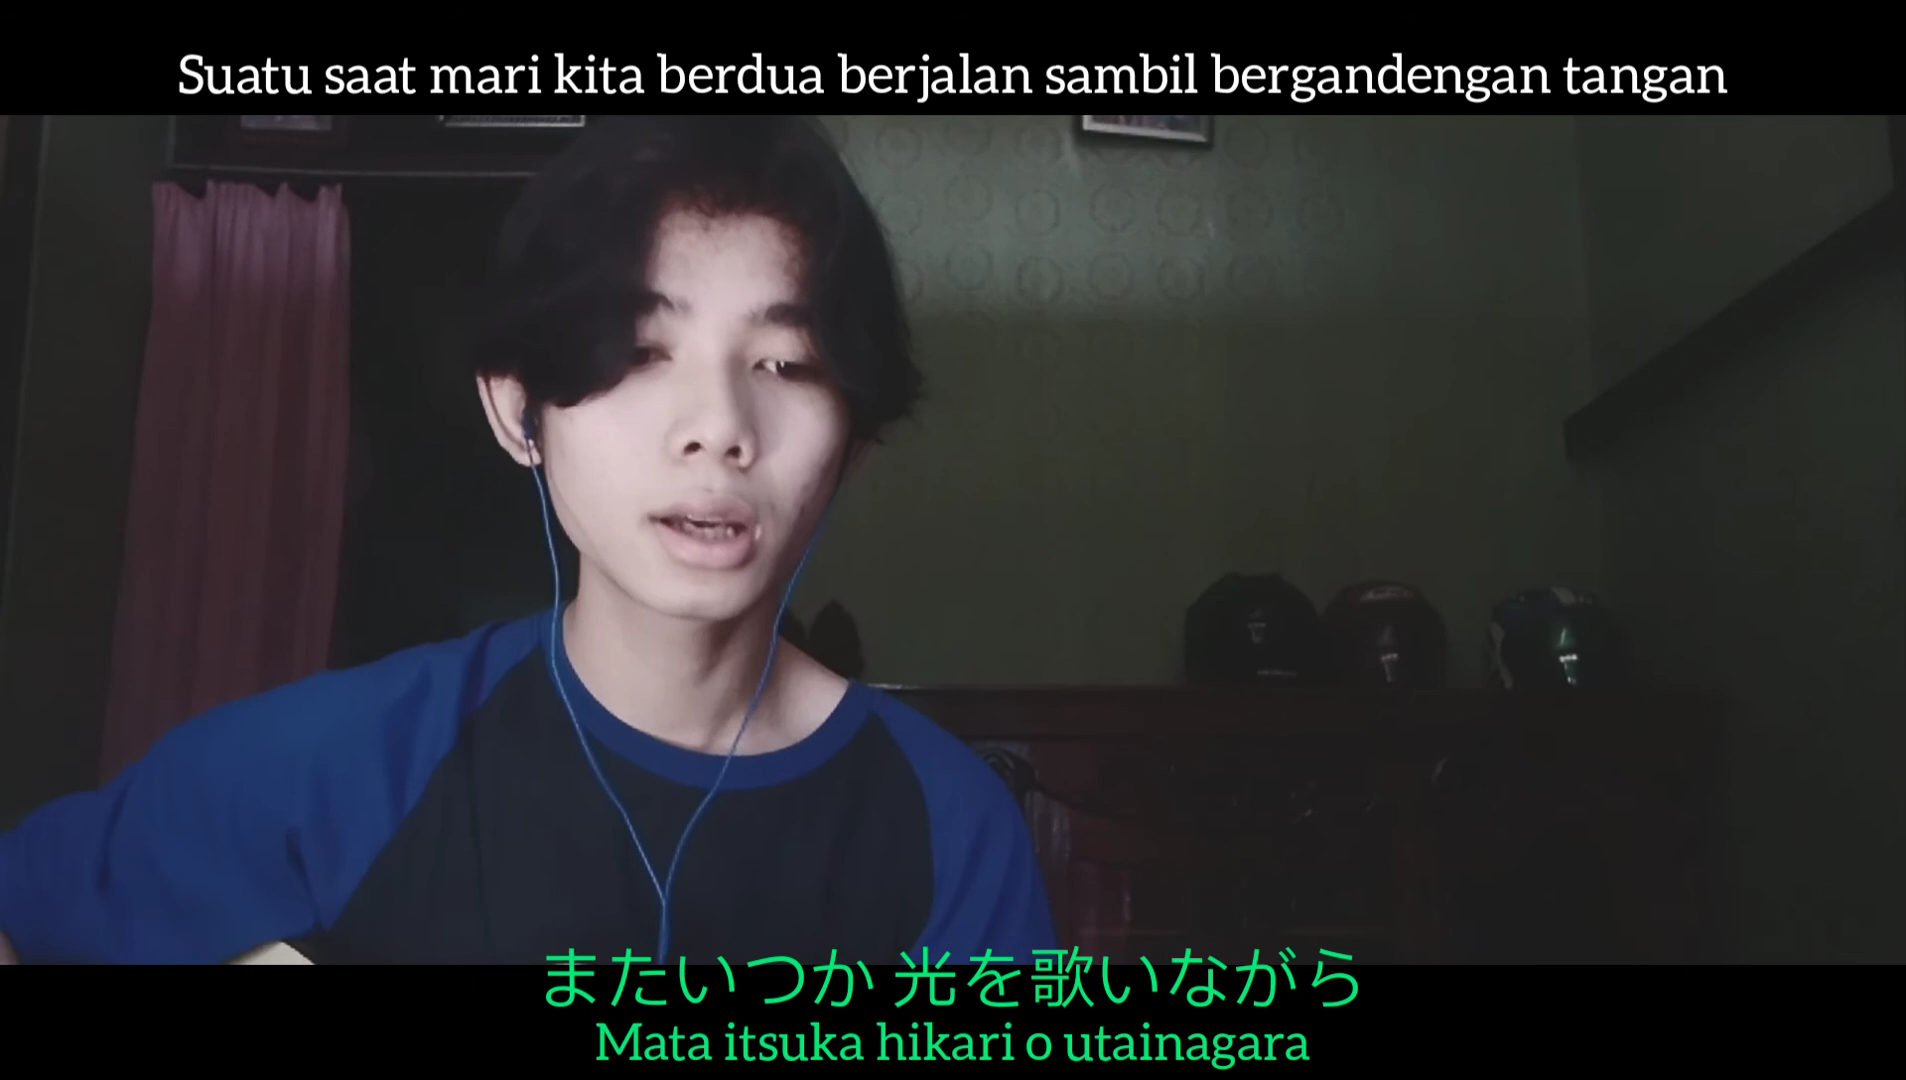 Suatu saat mari kita berdua berjalan sambil bergandengan tangan
またいつか 光を歌いながら
Mata itsuka hikari o utainagara